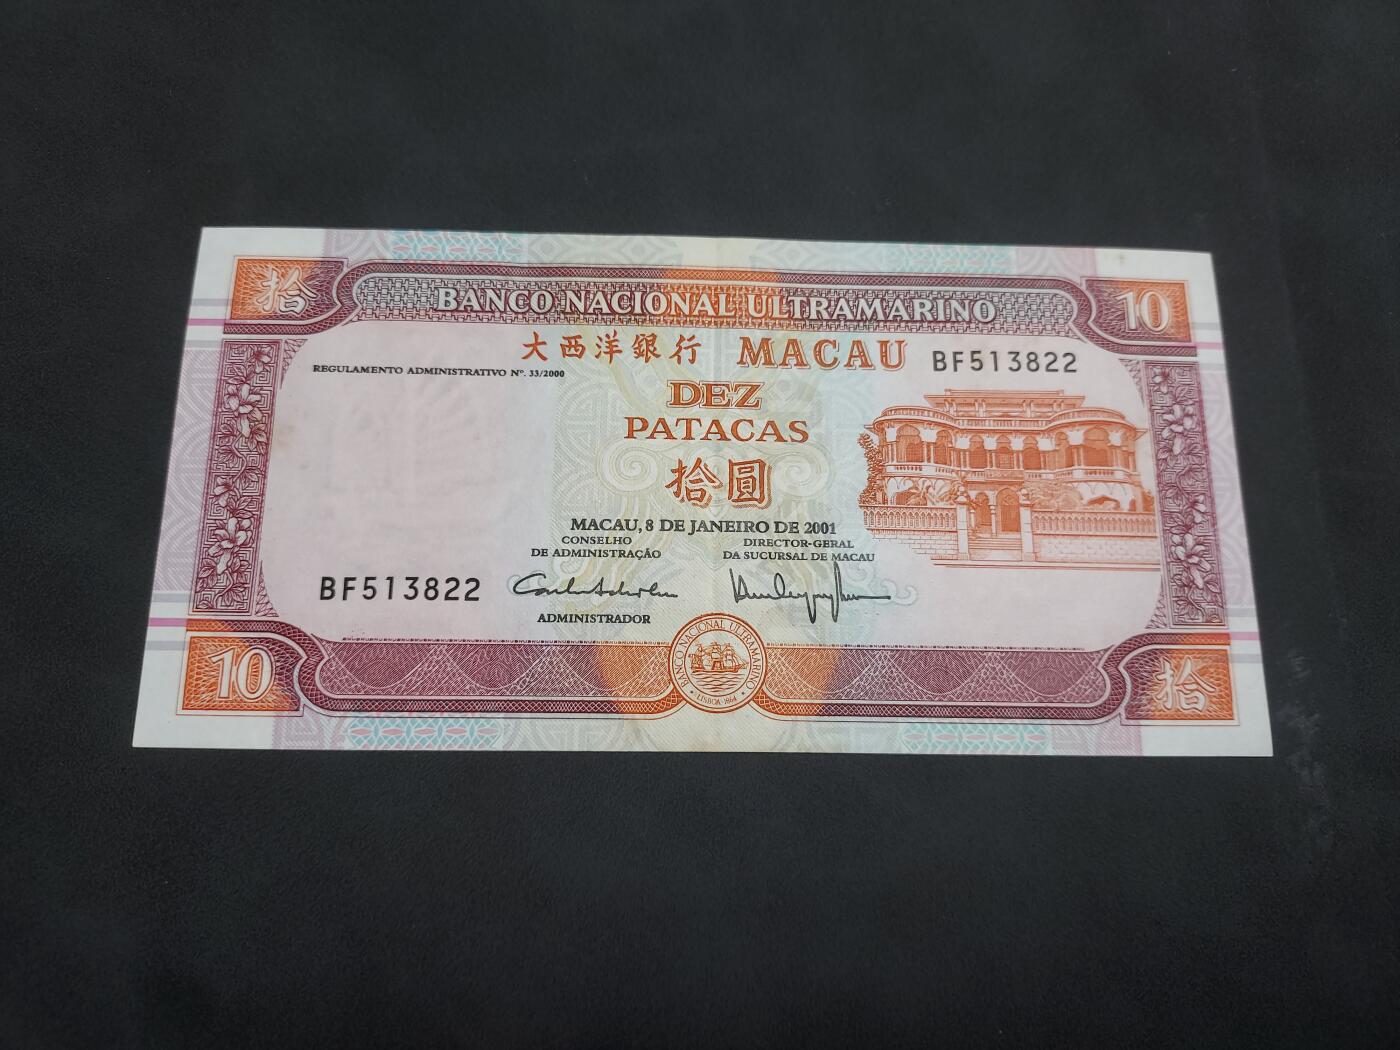 拾 BANCO NACIONAL ULTRAMARINO 10
大西洋銀行 MACAU BF513822
REGULAMENTO ADMINISTRATIVO Nº. 33/2000
DEZ
PATACAS
拾圓
MACAU, 8 DE JANEIRO DE 2001
CONSELHO
DE ADMINISTRAÇÃO
DIRECTOR-GERAL
DA SUCURSAL DE MACAU
BF513822
ADMINISTRADOR
10 拾
BANCO NACIONAL ULTRAMARINO
LISBOA 1864